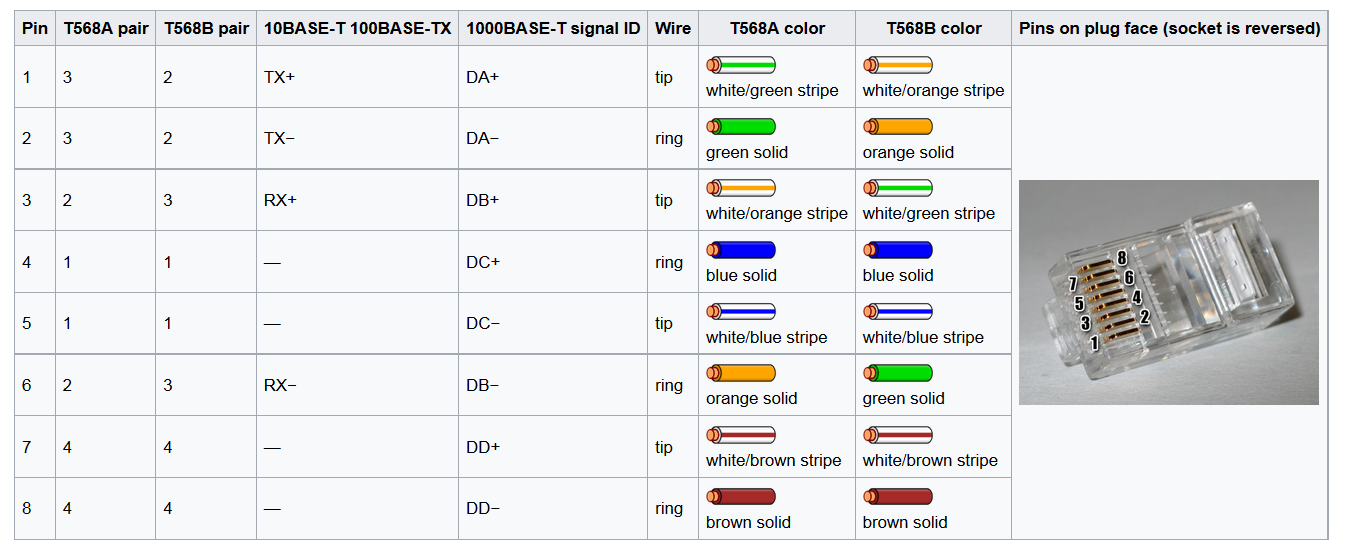 Pin T568A pair T568B pair 10BASE-T 100BASE-TX 1000BASE-T signal ID Wire T568A color T568B color Pins on plug face (socket is reversed)
1 3 2 TX+ DA+ tip white/green stripe white/orange stripe
2 3 2 TX− DA− ring green solid orange solid
3 2 3 RX+ DB+ tip white/orange stripe white/green stripe
4 1 1 — DC+ ring blue solid blue solid
5 1 1 — DC− tip white/blue stripe white/blue stripe
6 2 3 RX− DB− ring orange solid green solid
7 4 4 — DD+ tip white/brown stripe white/brown stripe
8 4 4 — DD− ring brown solid brown solid
8
7 6
5 4
3 2
1